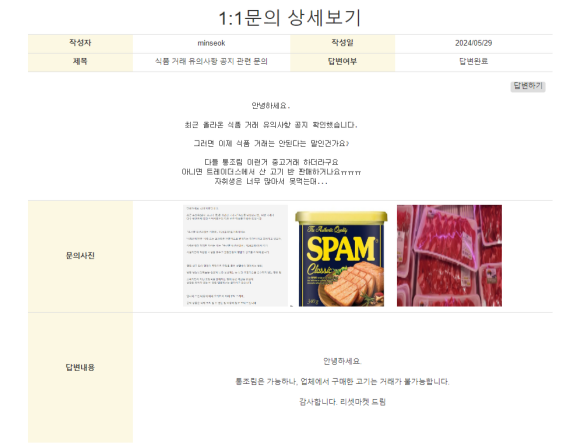 1:1문의 상세보기
작성자 minseok 작성일 2024/05/29
제목 식품 거래 유의사항 공지 관련 문의 답변여부 답변완료
답변하기
안녕하세요.
최근 올라온 식품 거래 유의사항 공지 확인했습니다.
그러면 이제 식품 거래는 안된다는 말인건가요?
다들 통조림 이런거 중고거래 하더라구요
아니면 트레이더스에서 산 고기 반 판매하거나요ㅠㅠㅠㅠ
자취생은 너무 많아서 못먹는데...
문의사진
The Authentic Quality
SPAM
Classic
340 g
답변내용
안녕하세요.
통조림은 가능하나, 업체에서 구매한 고기는 거래가 불가능합니다.
감사합니다. 리셋마켓 드림